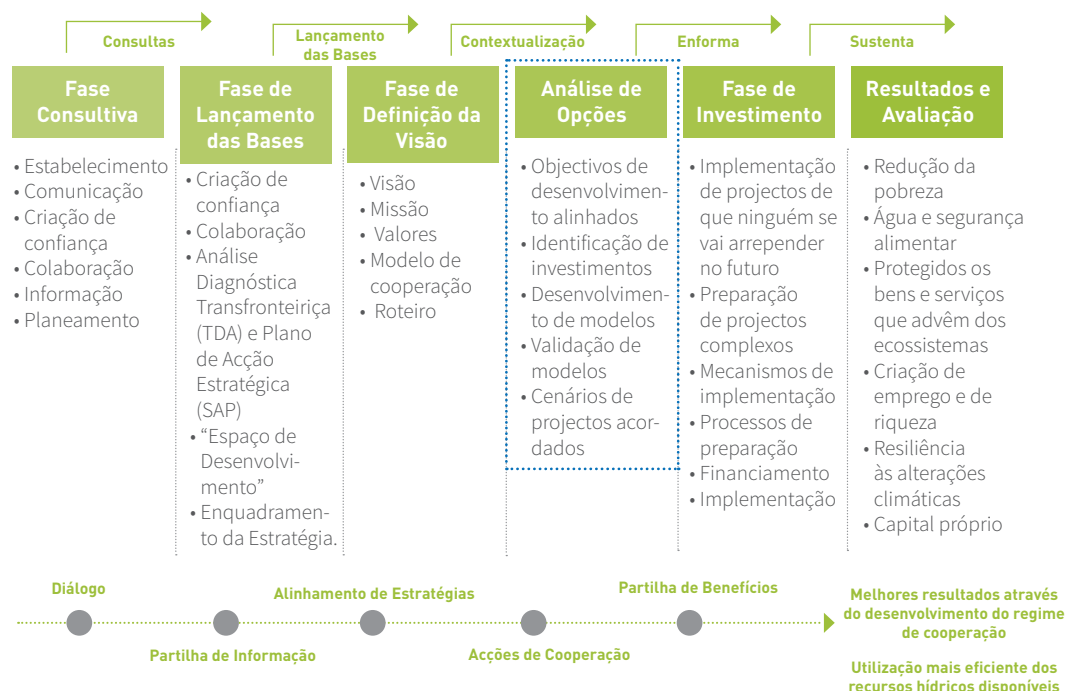 Consultas
Lançamento
das Bases
Contextualização
Enforma
Sustenta
Fase
Consultiva
• Estabelecimento
• Comunicação
• Criação de
confiança
• Colaboração
• Informação
• Planeamento
Fase de
Lançamento
das Bases
• Criação de
confiança
• Colaboração
• Análise
Diagnóstica
Transfronteiriça
(TDA) e Plano
de Acção
Estratégica
(SAP)
• “Espaço de
Desenvolvi-
mento”
• Enquadramen-
to da Estratégia.
Fase de
Definição da
Visão
• Visão
• Missão
• Valores
• Modelo de
cooperação
• Roteiro
Análise de
Opções
• Objectivos de
desenvolvimen-
to alinhados
• Identificação de
investimentos
• Desenvolvimen-
to de modelos
• Validação de
modelos
• Cenários de
projectos acor-
dados
Fase de
Investimento
• Implementação
de projectos de
que ninguém se
vai arrepender
no futuro
• Preparação
de projectos
complexos
• Mecanismos de
implementação
• Processos de
preparação
• Financiamento
• Implementação
Resultados e
Avaliação
• Redução da
pobreza
• Água e segurança
alimentar
• Protegidos os
bens e serviços
que advêm dos
ecossistemas
• Criação de
emprego e de
riqueza
• Resiliência
às alterações
climáticas
• Capital próprio
Diálogo
Partilha de Informação
Alinhamento de Estratégias
Acções de Cooperação
Partilha de Benefícios
Melhores resultados através
do desenvolvimento do regime
de cooperação
Utilização mais eficiente dos
recursos hídricos disponíveis